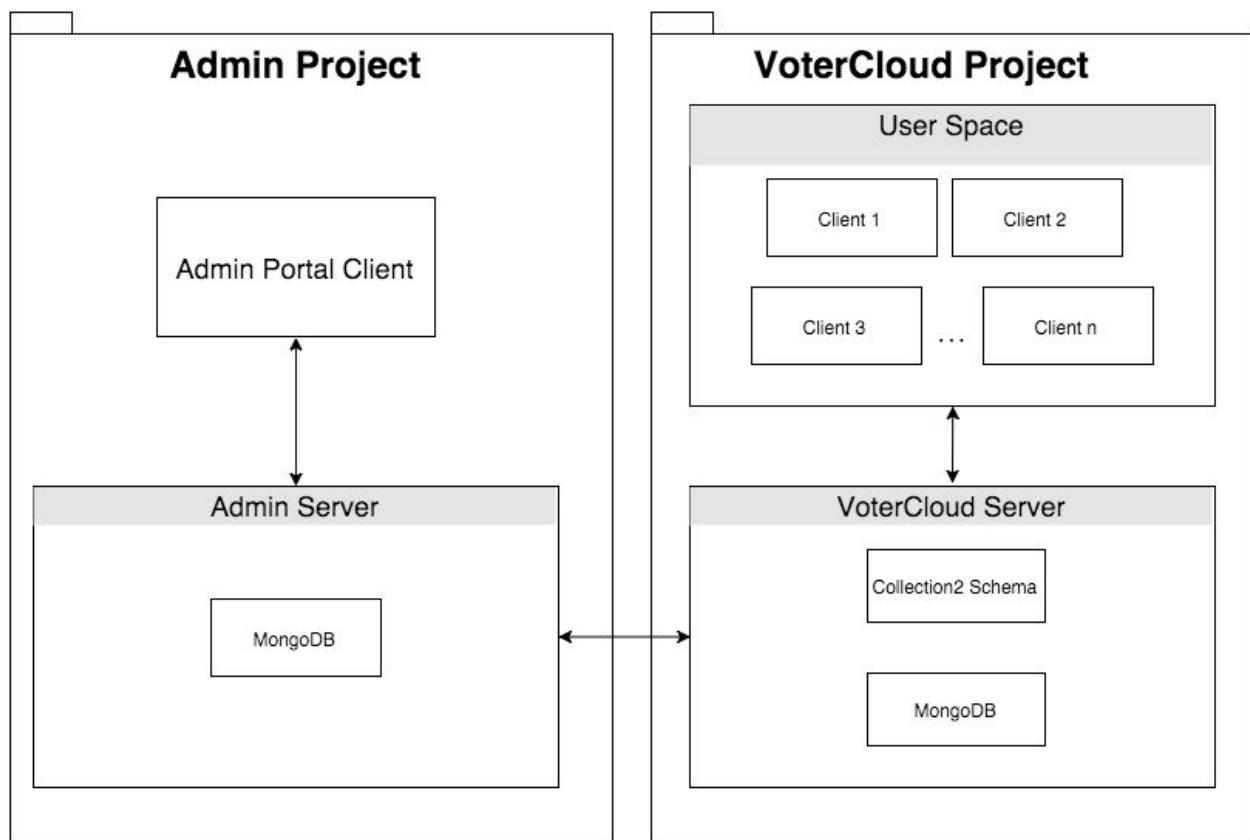 Admin Project
Admin Portal Client
Admin Server
MongoDB
VoterCloud Project
User Space
Client 1
Client 2
Client 3
...
Client n
VoterCloud Server
Collection2 Schema
MongoDB